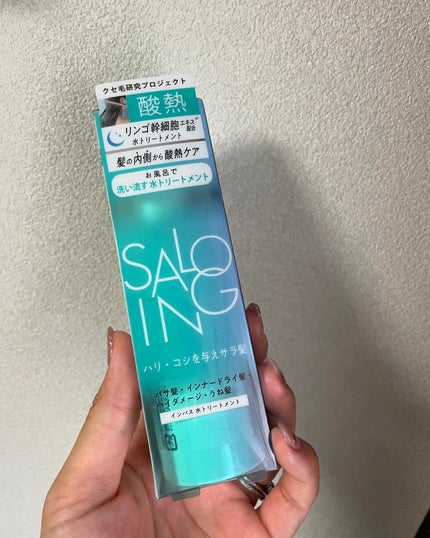 クセ毛研究プロジェクト
酸熱
リンゴ幹細胞エキス配合
水トリートメント
髪の内側から酸熱ケア
お風呂で
洗い流す水トリートメント
SALO
ING
ハリ・コシを与えサラ髪
パサ髪・インナードライ髪・
ハイダメージ・うね髪
インバス 水トリートメント